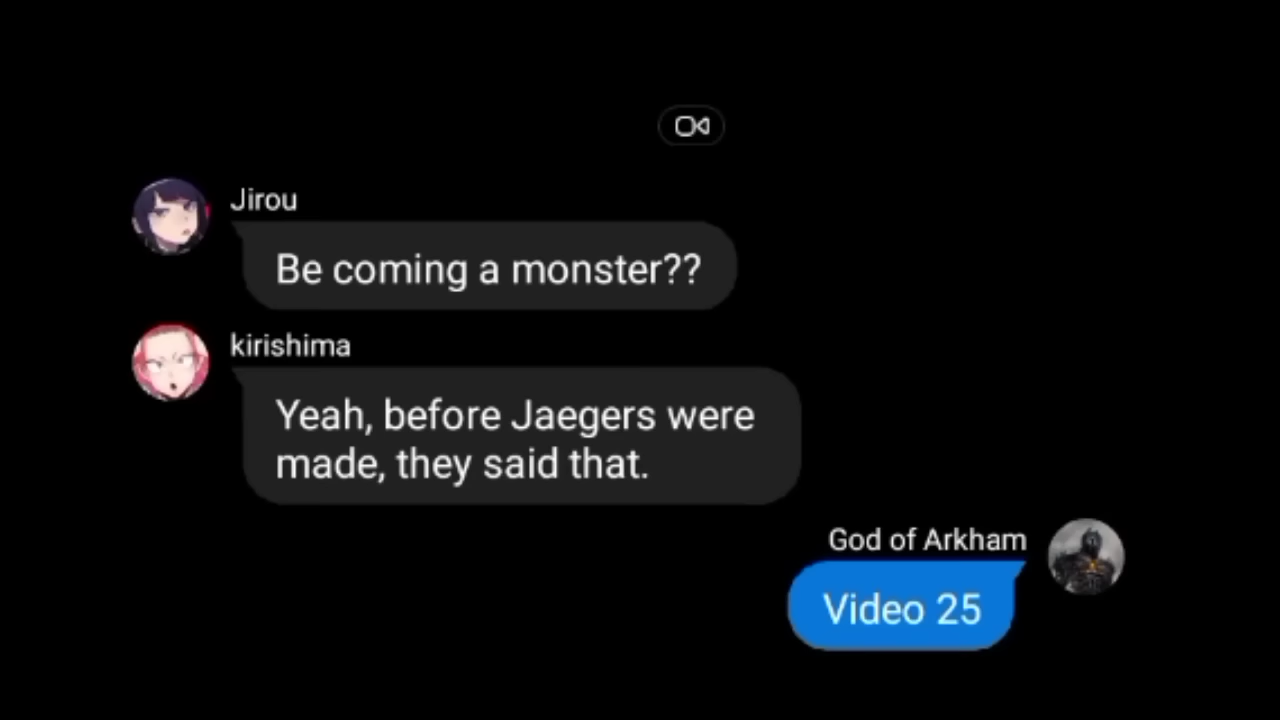 Jirou
Be coming a monster??
kirishima
Yeah, before Jaegers were
made, they said that.
God of Arkham
Video 25